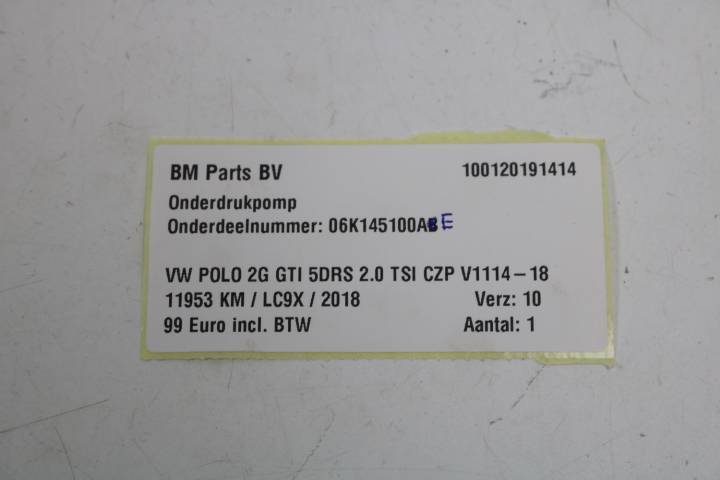 BM Parts BV 100120191414
Onderdrukpomp
Onderdeelnummer: 06K145100AE
VW POLO 2G GTI 5DRS 2.0 TSI CZP V1114-18
11953 KM / LC9X / 2018 Verz: 10
99 Euro incl. BTW Aantal: 1